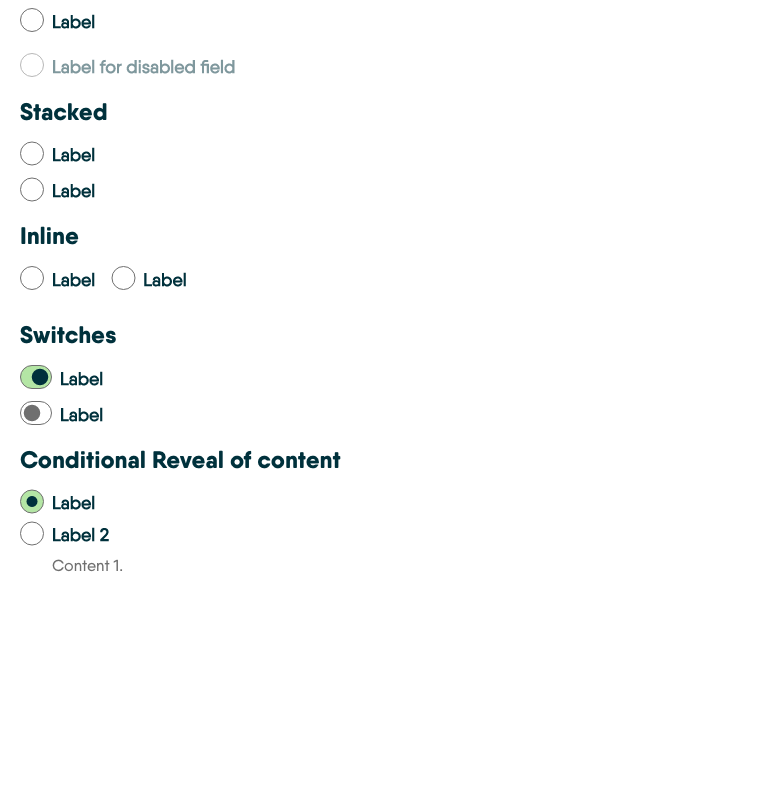 Label
Label for disabled field
Stacked
Label
Label
Inline
Label Label
Switches
Label
Label
Conditional Reveal of content
Label
Label 2
Content 1.